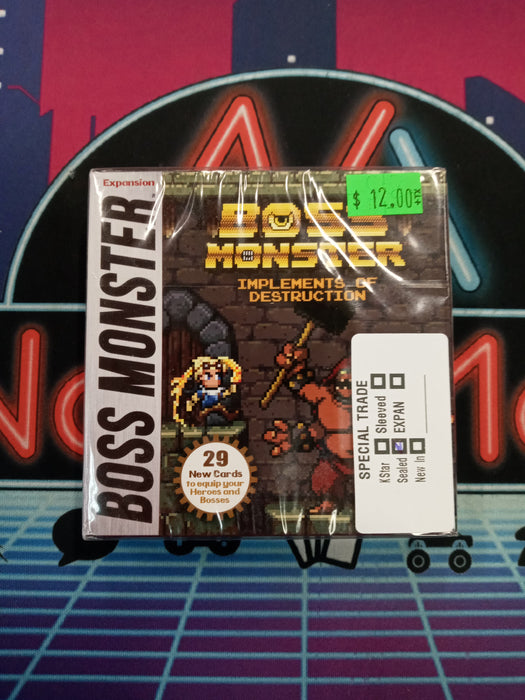 Expansion
BOSS MONSTER
$ 12.00
BOSS
MONSTER
IMPLEMENTS OF
DESTRUCTION
29
New Cards
to equip your
Heroes and
Bosses
SPECIAL TRADE
KStar Sleeved
Sealed EXPAN
New In